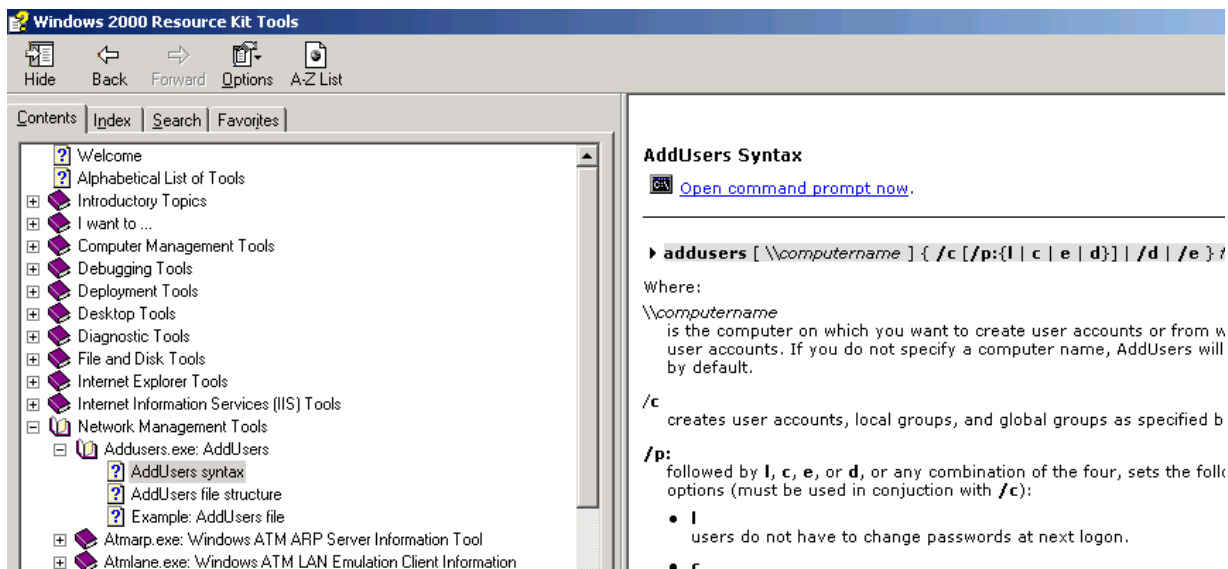 Windows 2000 Resource Kit Tools
Hide Back Forward Options A-Z List
Contents Index Search Favorites
Welcome
Alphabetical List of Tools
Introductory Topics
I want to ...
Computer Management Tools
Debugging Tools
Deployment Tools
Desktop Tools
Diagnostic Tools
File and Disk Tools
Internet Explorer Tools
Internet Information Services (IIS) Tools
Network Management Tools
Addusers.exe: AddUsers
AddUsers syntax
AddUsers file structure
Example: AddUsers file
Atmarp.exe: Windows ATM ARP Server Information Tool
Atmlane.exe: Windows ATM LAN Emulation Client Information
AddUsers Syntax
Open command prompt now.
addusers [ \\computername ] { /c [/p:{l | c | e | d}] | /d | /e }
Where:
\\computername
is the computer on which you want to create user accounts or from
user accounts. If you do not specify a computer name, AddUsers will
by default.
/c
creates user accounts, local groups, and global groups as specified
/p:
followed by l, c, e, or d, or any combination of the four, sets the
options (must be used in conjuction with /c):
• l
users do not have to change passwords at next logon.
• c